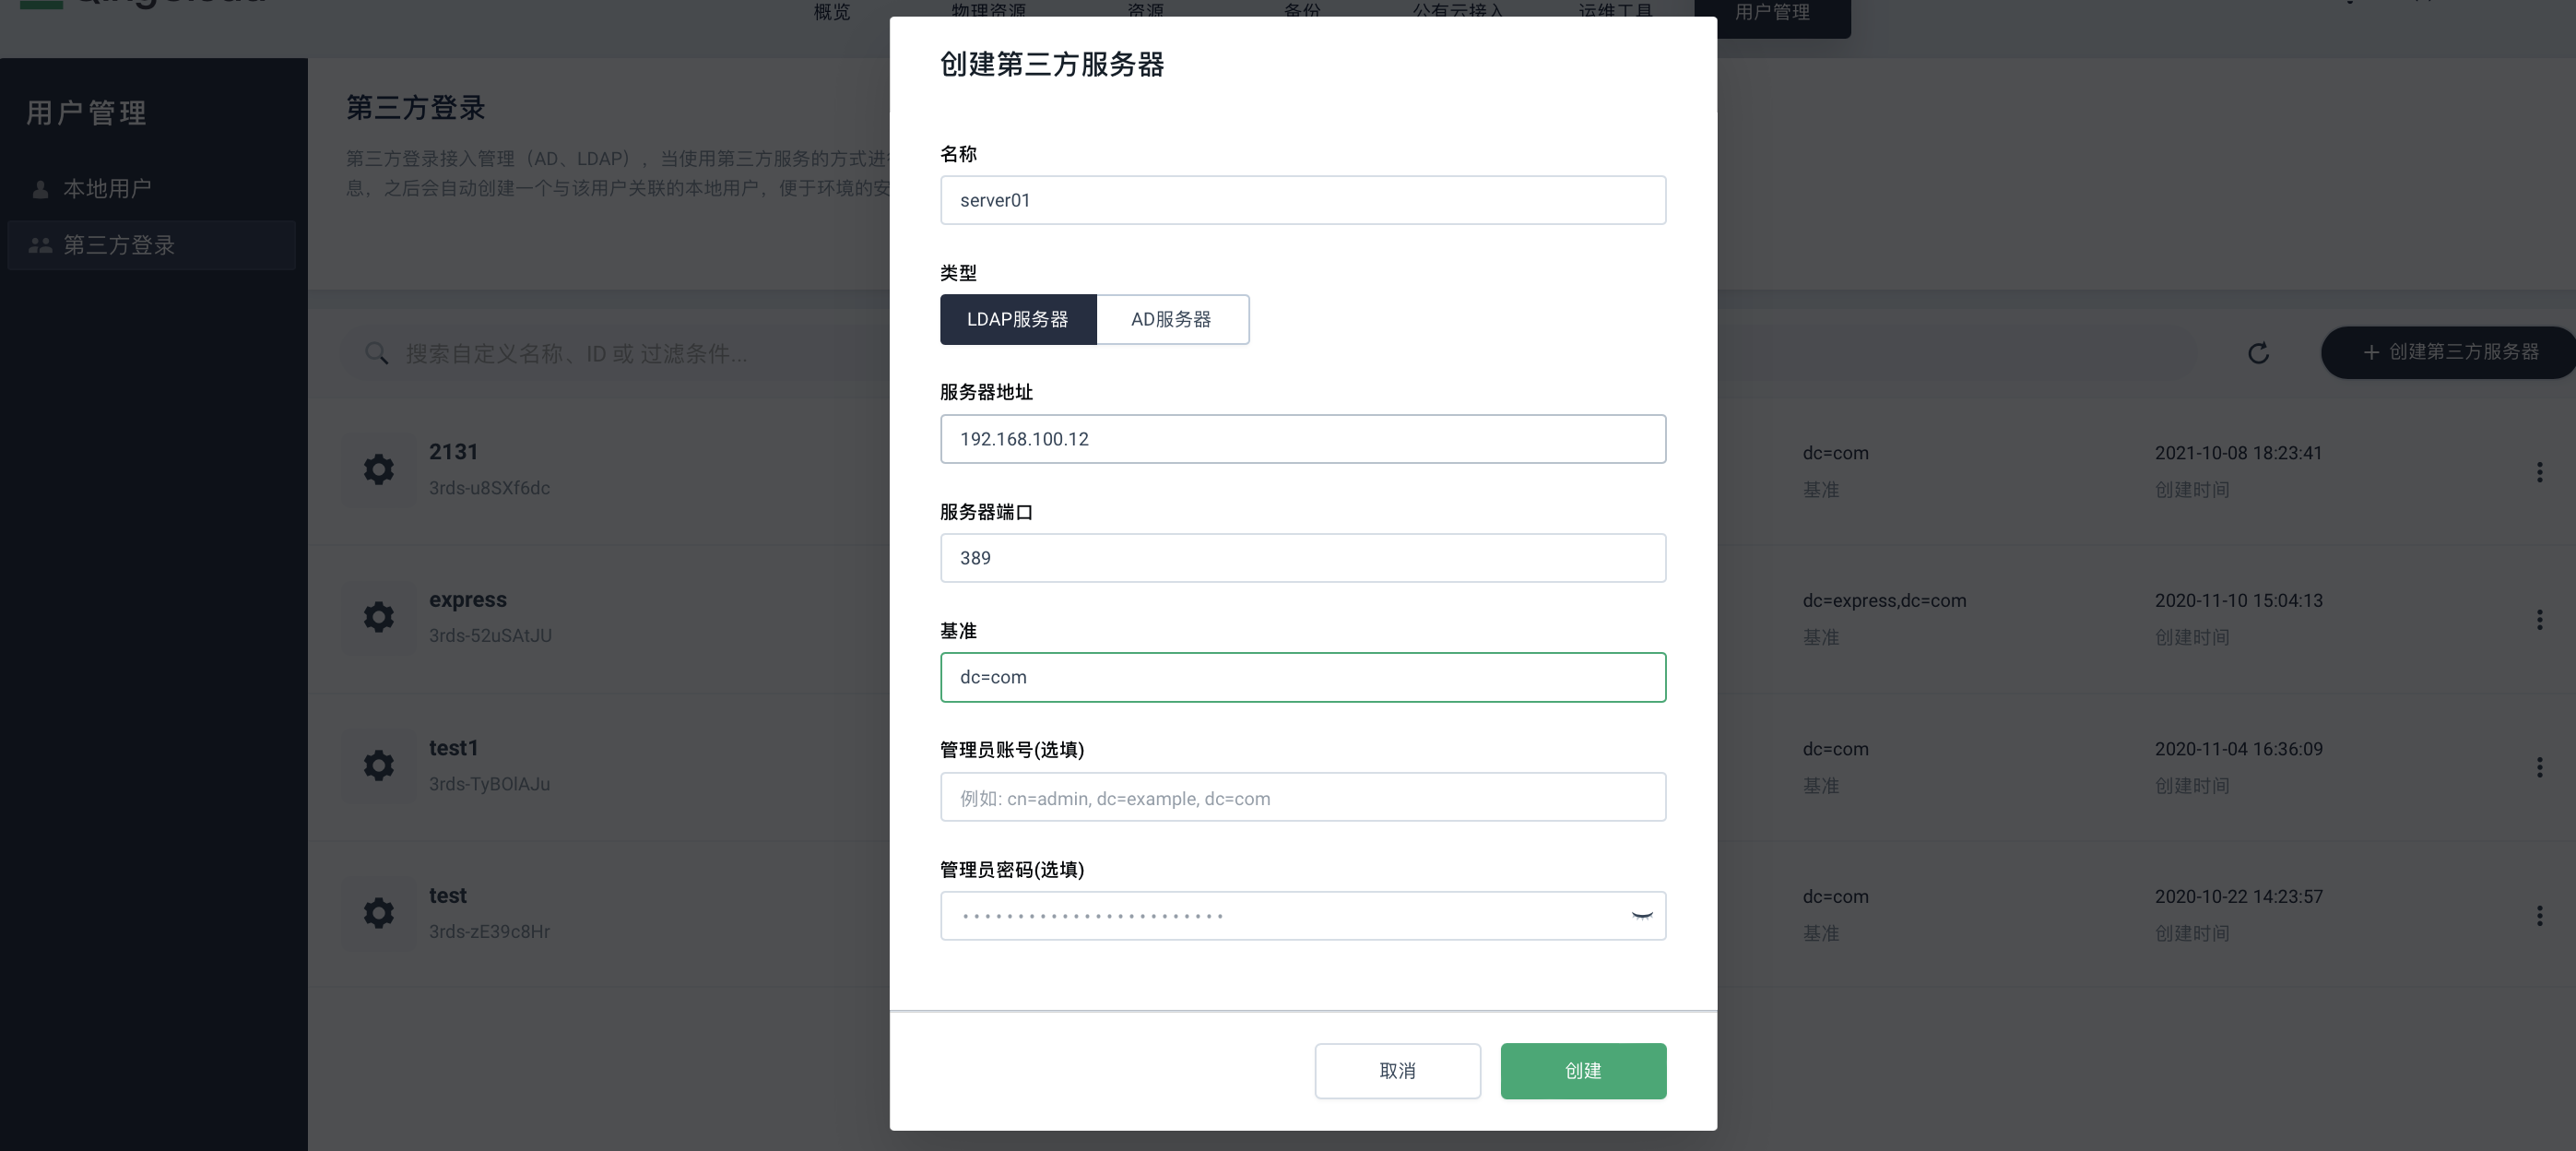 概览
物理资源
资源
备份
公有云接入
运维工具
用户管理
用户管理
本地用户
第三方登录
第三方登录
第三方登录接入管理（AD、LDAP），当使用第三方服务的方式进
息，之后会自动创建一个与该用户关联的本地用户，便于环境的安
搜索自定义名称、ID 或 过滤条件...
+ 创建第三方服务器
2131
3rds-u8SXf6dc
dc=com
基准
2021-10-08 18:23:41
创建时间
express
3rds-52uSAtJU
dc=express,dc=com
基准
2020-11-10 15:04:13
创建时间
test1
3rds-TyBOlAJu
dc=com
基准
2020-11-04 16:36:09
创建时间
test
3rds-zE39c8Hr
dc=com
基准
2020-10-22 14:23:57
创建时间
创建第三方服务器
名称
server01
类型
LDAP服务器
AD服务器
服务器地址
192.168.100.12
服务器端口
389
基准
dc=com
管理员账号(选填)
例如: cn=admin, dc=example, dc=com
管理员密码(选填)
取消
创建